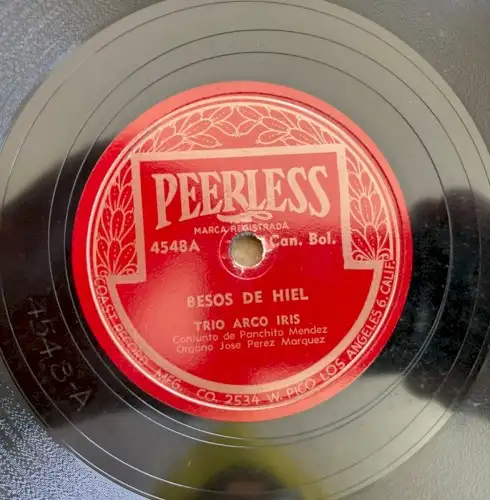 PEERLESS
MARCA REGISTRADA
4548A Can. Bol.
BESOS DE HIEL
TRIO ARCO IRIS
Conjunto de Panchito Mendez
Organo Jose Perez Marquez
COAST RECORD MFG. CO. 2534 W. PICO LOS ANGELES 6, CALIF.
4548 A